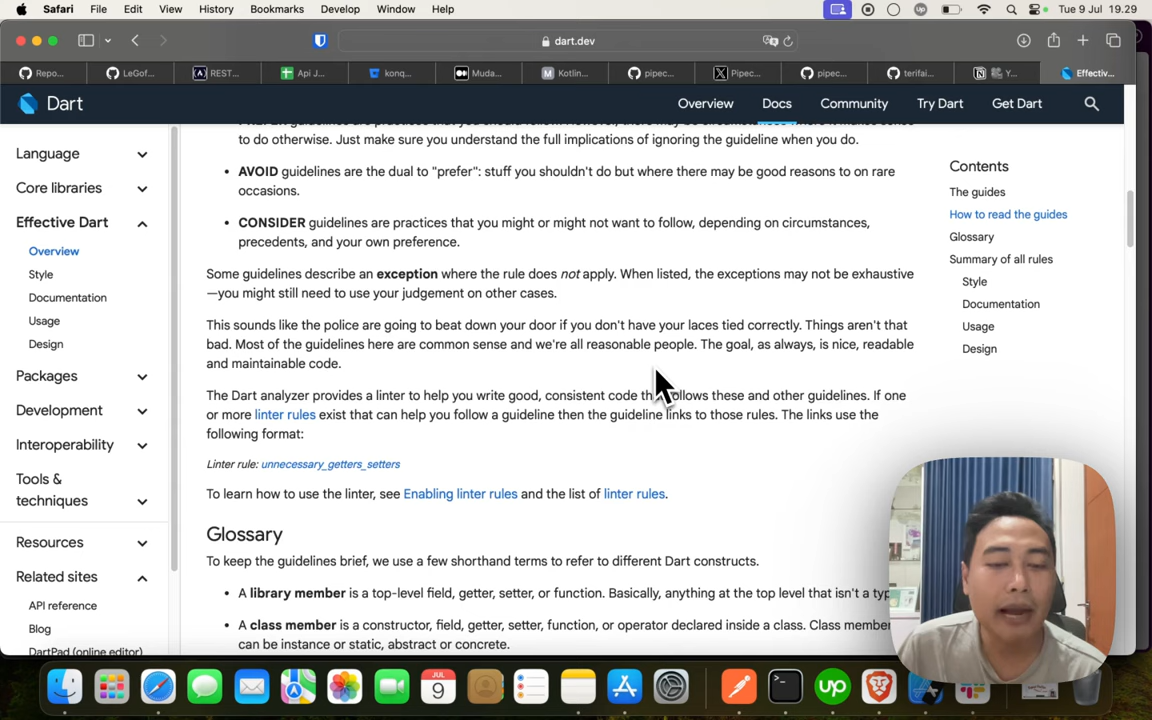 Safari File Edit View History Bookmarks Develop Window Help Tue 9 Jul 19.29
dart.dev
Repo... LeGof... REST... Api J... konq... Muda... Kotlin... pipec... Pipec... pipec... terifai... Y... Effectiv...
Dart Overview Docs Community Try Dart Get Dart
Language
Core libraries
Effective Dart
Overview
Style
Documentation
Usage
Design
Packages
Development
Interoperability
Tools &
techniques
Resources
Related sites
API reference
Blog
DartPad (online editor)
to do otherwise. Just make sure you understand the full implications of ignoring the guideline when you do.
• AVOID guidelines are the dual to "prefer": stuff you shouldn't do but where there may be good reasons to on rare
occasions.
• CONSIDER guidelines are practices that you might or might not want to follow, depending on circumstances,
precedents, and your own preference.
Some guidelines describe an exception where the rule does not apply. When listed, the exceptions may not be exhaustive
—you might still need to use your judgement on other cases.
This sounds like the police are going to beat down your door if you don't have your laces tied correctly. Things aren't that
bad. Most of the guidelines here are common sense and we're all reasonable people. The goal, as always, is nice, readable
and maintainable code.
The Dart analyzer provides a linter to help you write good, consistent code follows these and other guidelines. If one
or more linter rules exist that can help you follow a guideline then the guideline links to those rules. The links use the
following format:
Linter rule: unnecessary_getters_setters
To learn how to use the linter, see Enabling linter rules and the list of linter rules.
Glossary
To keep the guidelines brief, we use a few shorthand terms to refer to different Dart constructs.
• A library member is a top-level field, getter, setter, or function. Basically, anything at the top level that isn't a
• A class member is a constructor, field, getter, setter, function, or operator declared inside a class. Class member
can be instance or static, abstract or concrete.
Contents
The guides
How to read the guides
Glossary
Summary of all rules
Style
Documentation
Usage
Design
JUL
9
up